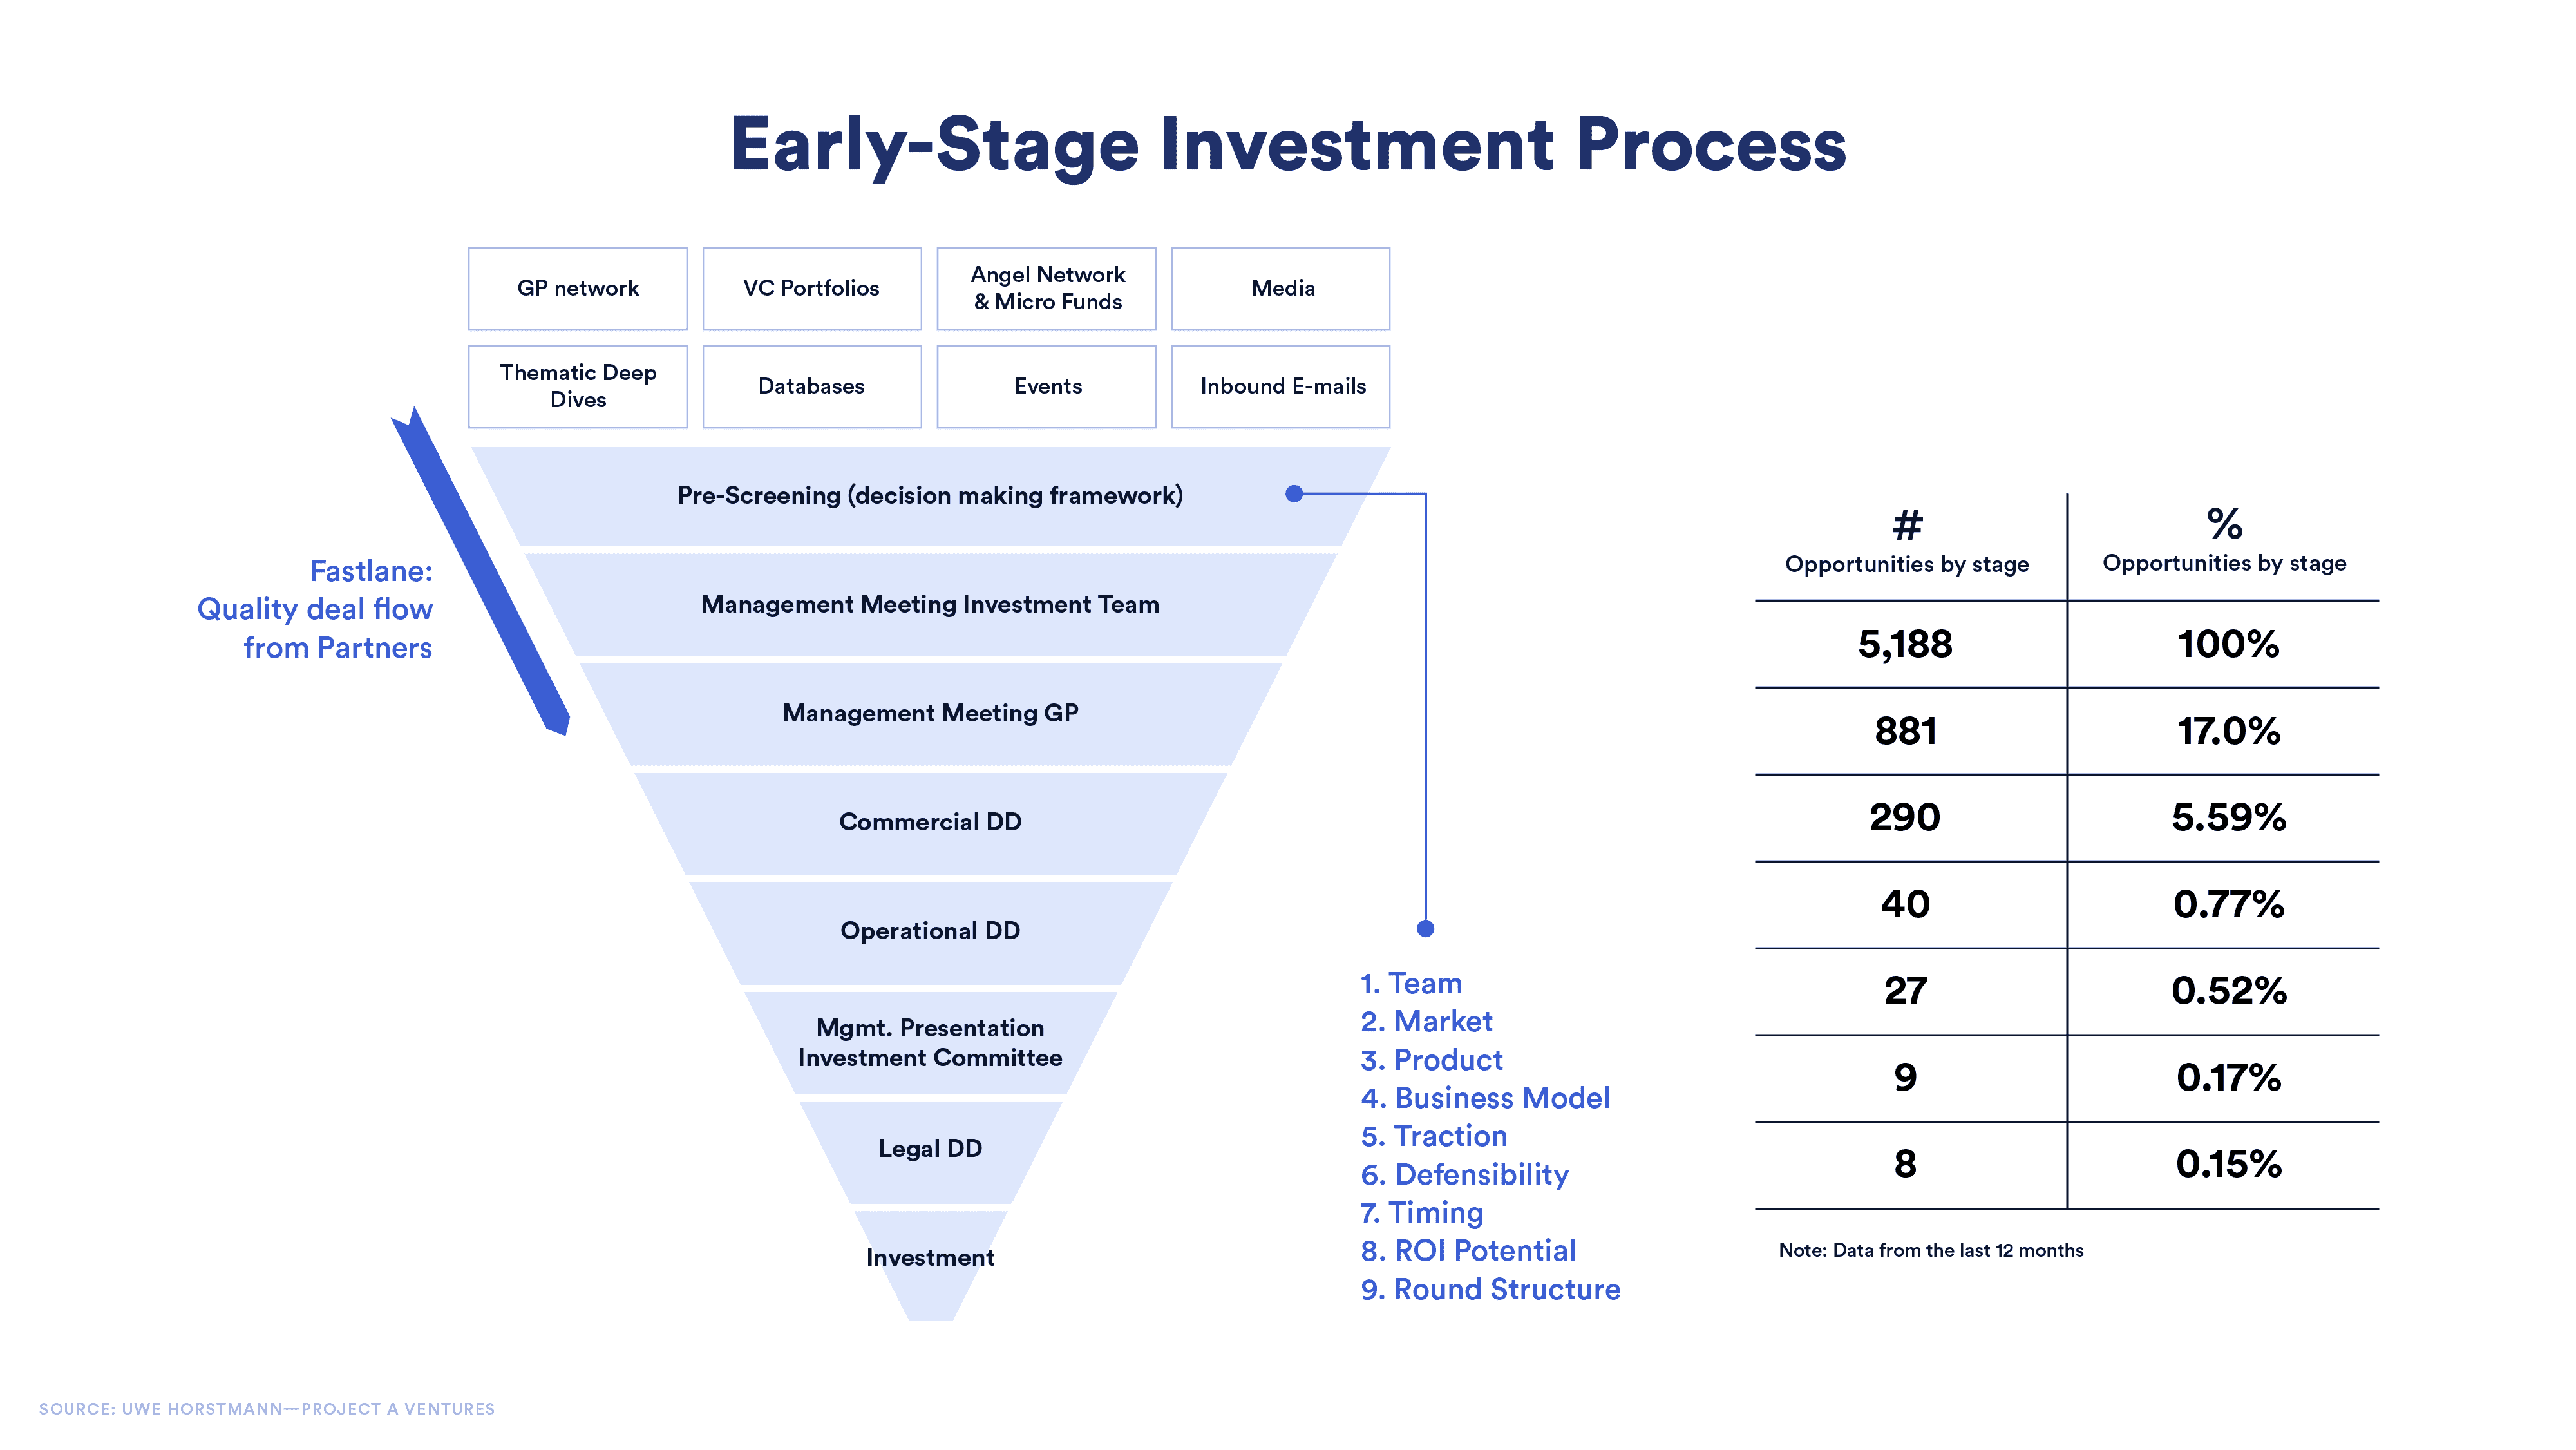 Early-Stage Investment Process
GP network
VC Portfolios
Angel Network
& Micro Funds
Media
Thematic Deep
Dives
Databases
Events
Inbound E-mails
Fastlane:
Quality deal flow
from Partners
Pre-Screening (decision making framework)
Management Meeting Investment Team
Management Meeting GP
Commercial DD
Operational DD
Mgmt. Presentation
Investment Committee
Legal DD
Investment
1. Team
2. Market
3. Product
4. Business Model
5. Traction
6. Defensibility
7. Timing
8. ROI Potential
9. Round Structure
# %
Opportunities by stage Opportunities by stage
5,188 100%
881 17.0%
290 5.59%
40 0.77%
27 0.52%
9 0.17%
8 0.15%
Note: Data from the last 12 months
SOURCE: UWE HORSTMANN—PROJECT A VENTURES